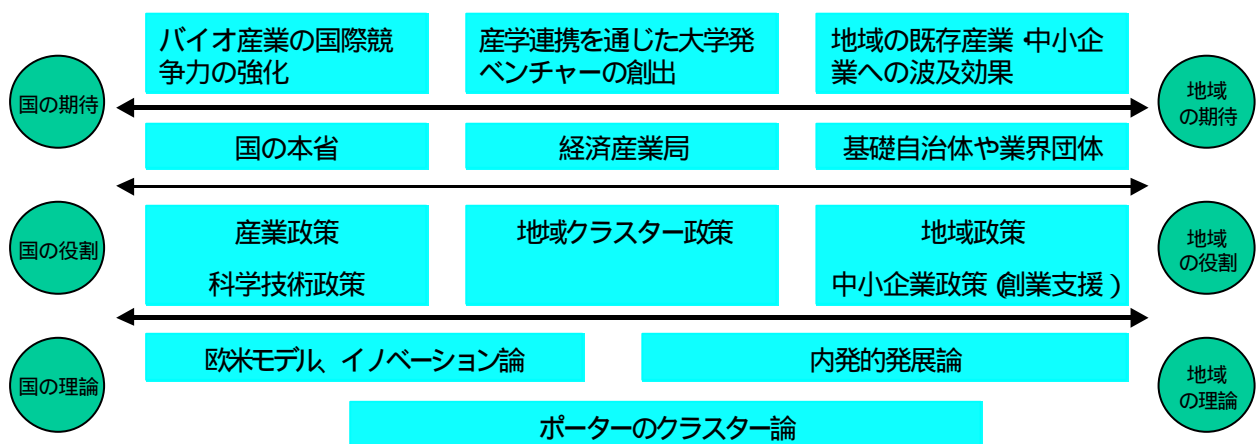 バイオ産業の国際競
争力の強化
産学連携を通じた大学発
ベンチャーの創出
地域の既存産業・中小企
業への波及効果
国の期待
地域
の期待
国の本省
経済産業局
基礎自治体や業界団体
産業政策
科学技術政策
地域クラスター政策
地域政策
中小企業政策(創業支援)
国の役割
地域
の役割
欧米モデル、イノベーション論
内発的発展論
国の理論
地域
の理論
ポーターのクラスター論